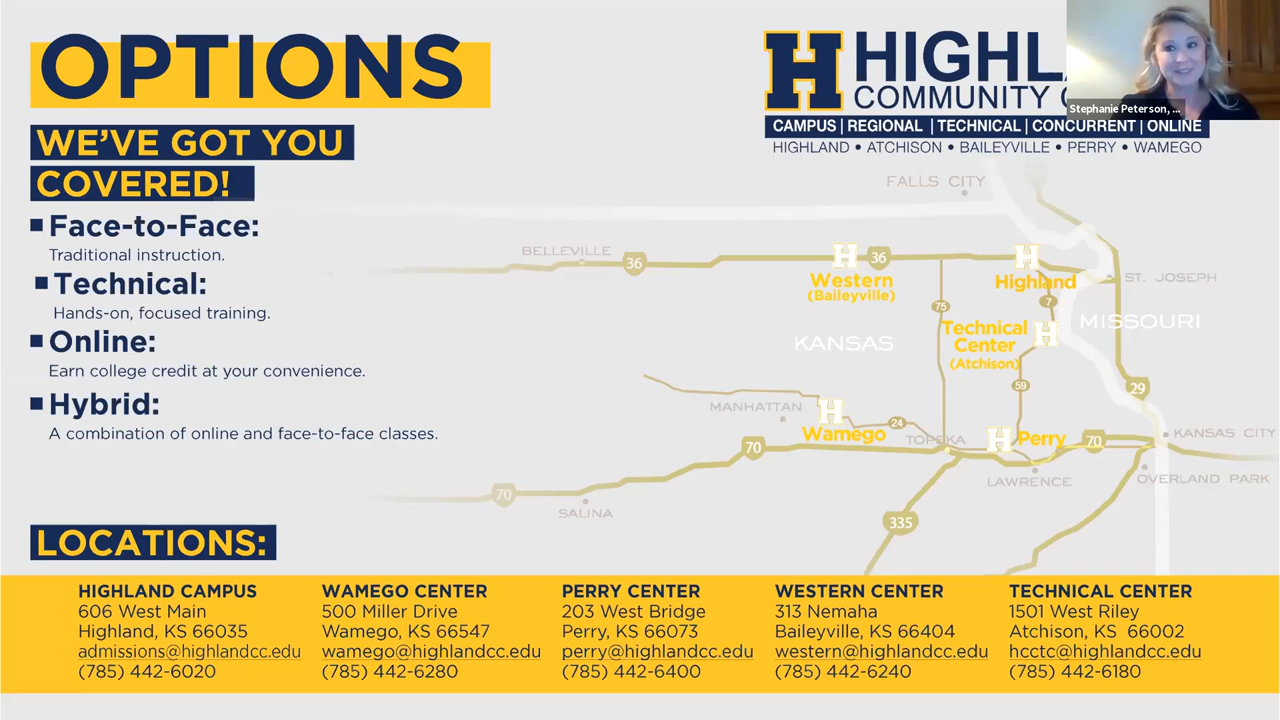 OPTIONS
WE'VE GOT YOU
COVERED!
Face-to-Face:
Traditional instruction.
Technical:
Hands-on, focused training.
Online:
Earn college credit at your convenience.
Hybrid:
A combination of online and face-to-face classes.
H
COMMUNITY
CAMPUS | REGIONAL | TECHNICAL | CONCURRENT | ONLINE
HIGHLAND • ATCHISON • BAILEYVILLE • PERRY • WAMEGO
Stephanie Peterson, ...
FALLS CITY
BELLEVILLE
36
H
36
H
Western
(Baileyville)
Highland
ST. JOSEPH
7
75
MISSOURI
Technical
Center
(Atchison)
H
KANSAS
59
29
MANHATTAN
H
Wamego
24
TOPEKA
H
Perry
70
KANSAS CITY
70
LAWRENCE
OVERLAND PARK
70
SALINA
335
LOCATIONS:
HIGHLAND CAMPUS
606 West Main
Highland, KS 66035
admissions@highlandcc.edu
(785) 442-6020
WAMEGO CENTER
500 Miller Drive
Wamego, KS 66547
wamego@highlandcc.edu
(785) 442-6280
PERRY CENTER
203 West Bridge
Perry, KS 66073
perry@highlandcc.edu
(785) 442-6400
WESTERN CENTER
313 Nemaha
Baileyville, KS 66404
western@highlandcc.edu
(785) 442-6240
TECHNICAL CENTER
1501 West Riley
Atchison, KS 66002
hcctc@highlandcc.edu
(785) 442-6180